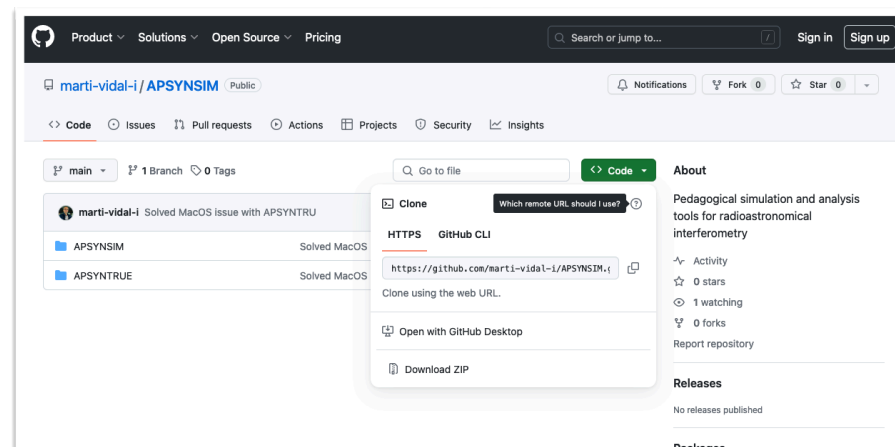 Product Solutions Open Source Pricing Search or jump to... / Sign in Sign up
marti-vidal-i / APSYNSIM Public Notifications Fork 0 Star 0
Code Issues Pull requests Actions Projects Security Insights
main 1 Branch 0 Tags Go to file Code
About
marti-vidal-i Solved MacOS issue with APSYNTRU
APSYNSIM Solved MacOS
APSYNTRUE Solved MacOS
Clone Which remote URL should I use?
HTTPS GitHub CLI
https://github.com/marti-vidal-i/APSYNSIM.g
Clone using the web URL.
Open with GitHub Desktop
Download ZIP
Pedagogical simulation and analysis
tools for radioastronomical
interferometry
Activity
0 stars
1 watching
0 forks
Report repository
Releases
No releases published